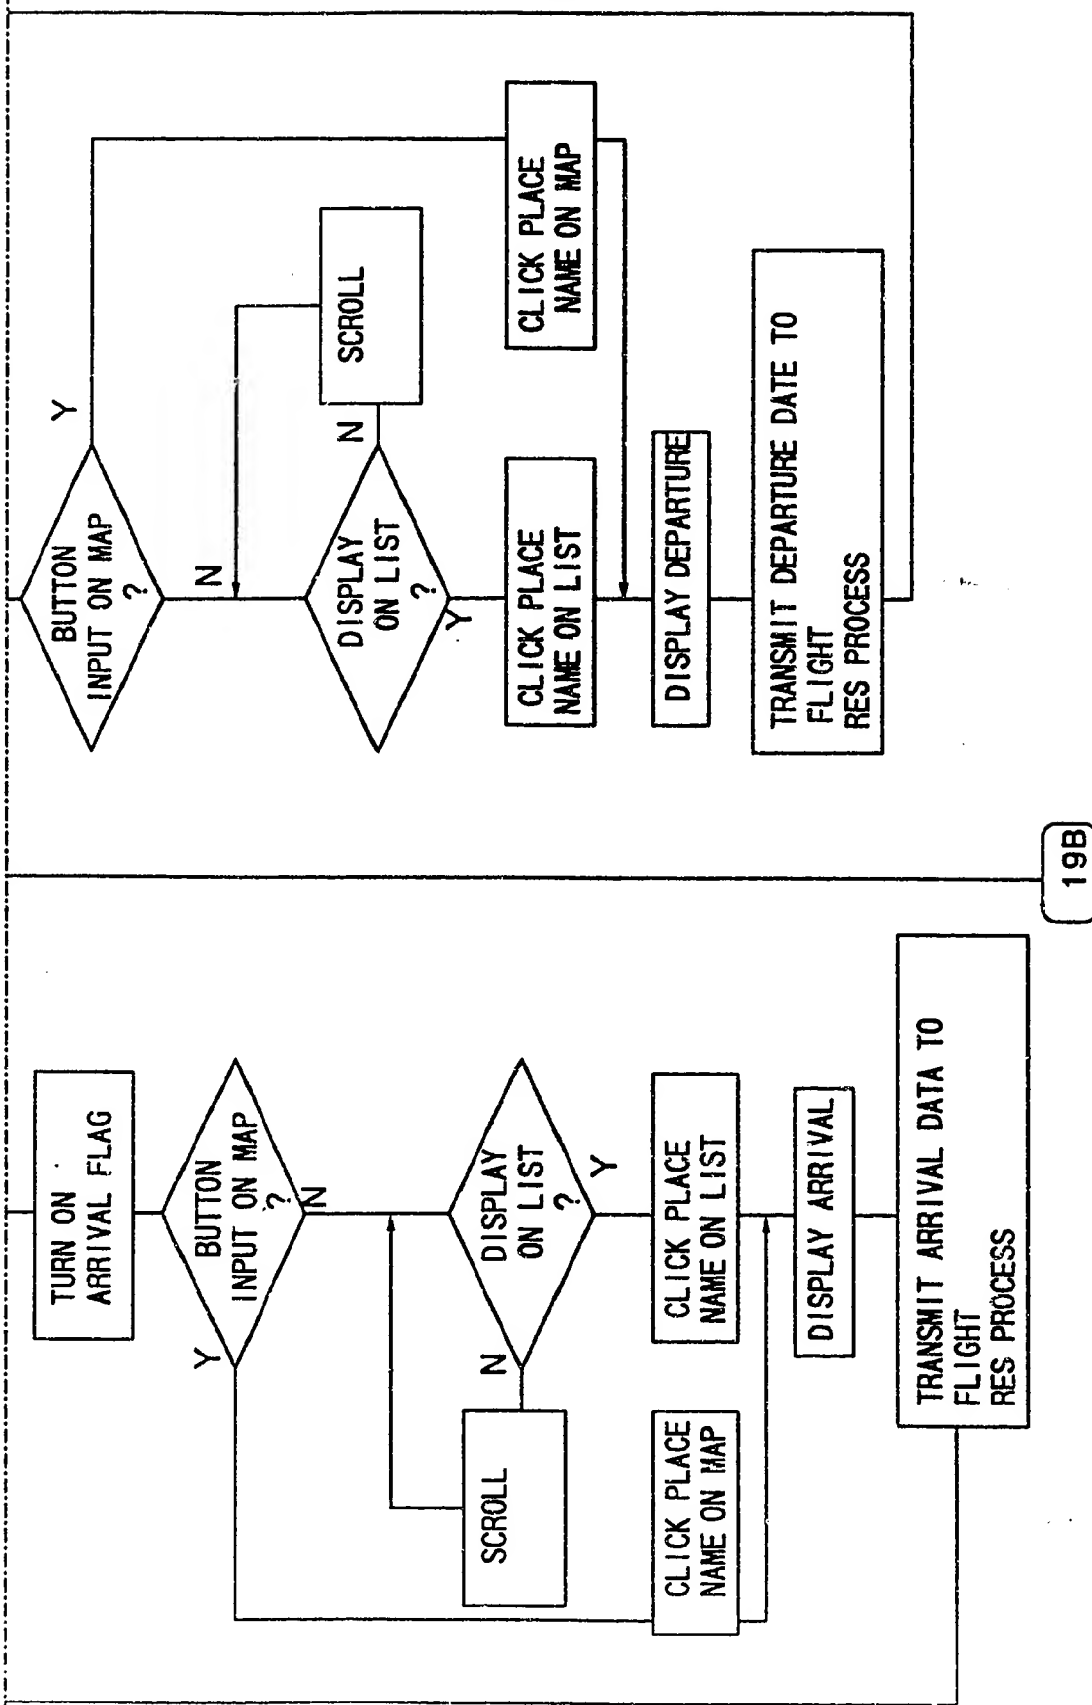 TURN ON
ARRIVAL FLAG
BUTTON
INPUT ON MAP
?
Y
N
DISPLAY
ON LIST
?
N
Y
SCROLL
CLICK PLACE
NAME ON MAP
CLICK PLACE
NAME ON LIST
DISPLAY ARRIVAL
TRANSMIT ARRIVAL DATA TO
FLIGHT
RES PROCESS
BUTTON
INPUT ON MAP
?
Y
N
DISPLAY
ON LIST
?
N
Y
SCROLL
CLICK PLACE
NAME ON LIST
CLICK PLACE
NAME ON MAP
DISPLAY DEPARTURE
TRANSMIT DEPARTURE DATE TO
FLIGHT
RES PROCESS
19B